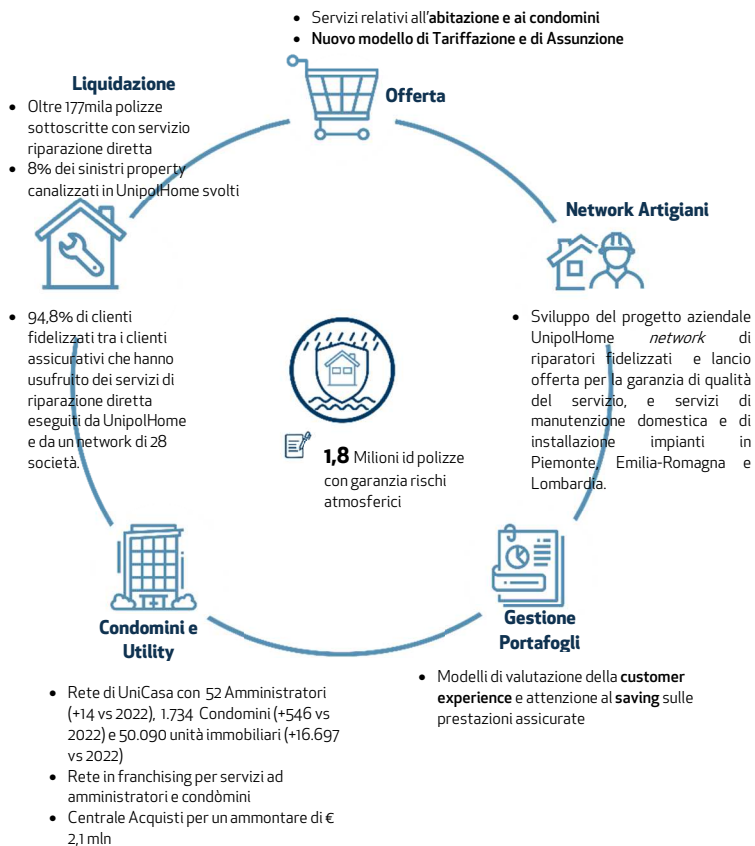 • Servizi relativi all'abitazione e ai condomini
• Nuovo modello di Tariffazione e di Assunzione
Offerta
Liquidazione
• Oltre 177mila polizze
sottoscritte con servizio
riparazione diretta
• 8% dei sinistri property
canalizzati in UnipolHome svolti
• 94,8% di clienti
fidelizzati tra i clienti
assicurativi che hanno
usufruito dei servizi di
riparazione diretta
eseguiti da UnipolHome
e da un network di 28
società.
Network Artigiani
• Sviluppo del progetto aziendale
UnipolHome network di
riparatori fidelizzati e lancio
offerta per la garanzia di qualità
del servizio, e servizi di
manutenzione domestica e di
installazione impianti in
Piemonte, Emilia-Romagna e
Lombardia.
1,8 Milioni id polizze
con garanzia rischi
atmosferici
Condomini e
Utility
• Rete di UniCasa con 52 Amministratori
(+14 vs 2022), 1.734 Condomini (+546 vs
2022) e 50.090 unità immobiliari (+16.697
vs 2022)
• Rete in franchising per servizi ad
amministratori e condòmini
• Centrale Acquisti per un ammontare di €
2,1 mln
Gestione
Portafogli
• Modelli di valutazione della customer
experience e attenzione al saving sulle
prestazioni assicurate